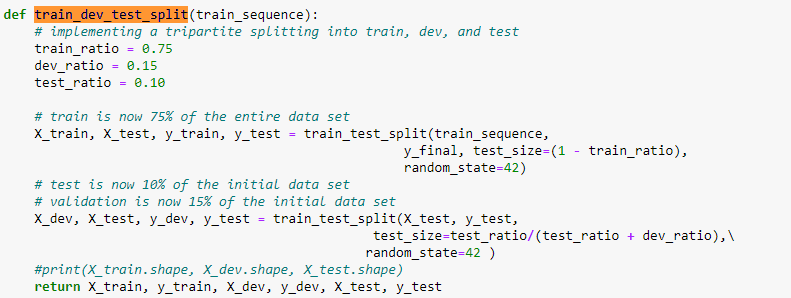 def train_dev_test_split(train_sequence):
    # implementing a tripartite splitting into train, dev, and test
    train_ratio = 0.75
    dev_ratio = 0.15
    test_ratio = 0.10

    # train is now 75% of the entire data set
    X_train, X_test, y_train, y_test = train_test_split(train_sequence,
                                                y_final, test_size=(1 - train_ratio),
                                                random_state=42)
    # test is now 10% of the initial data set
    # validation is now 15% of the initial data set
    X_dev, X_test, y_dev, y_test = train_test_split(X_test, y_test,
                                            test_size=test_ratio/(test_ratio + dev_ratio),\
                                           random_state=42 )
    #print(X_train.shape, X_dev.shape, X_test.shape)
    return X_train, y_train, X_dev, y_dev, X_test, y_test